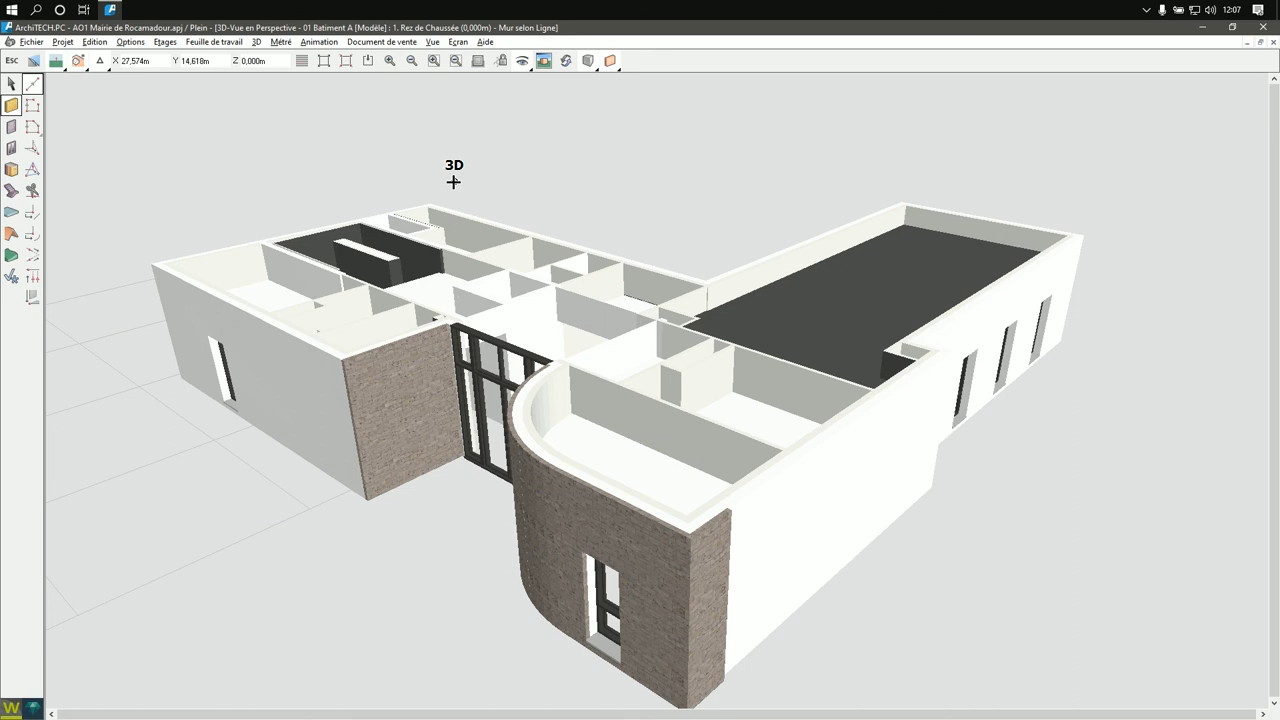 12:07
ArchiTECH.PC - AO1 Mairie de Rocamadour.apj / Plein - [3D-Vue en Perspective - 01 Batiment A [Modèle] : 1. Rez de Chaussée (0,000m) - Mur selon Ligne]
Fichier Projet Edition Options Etages Feuille de travail 3D Métré Animation Document de vente Vue Ecran Aide
Esc X 27,574m Y 14,618m Z 0,000m
3D
W